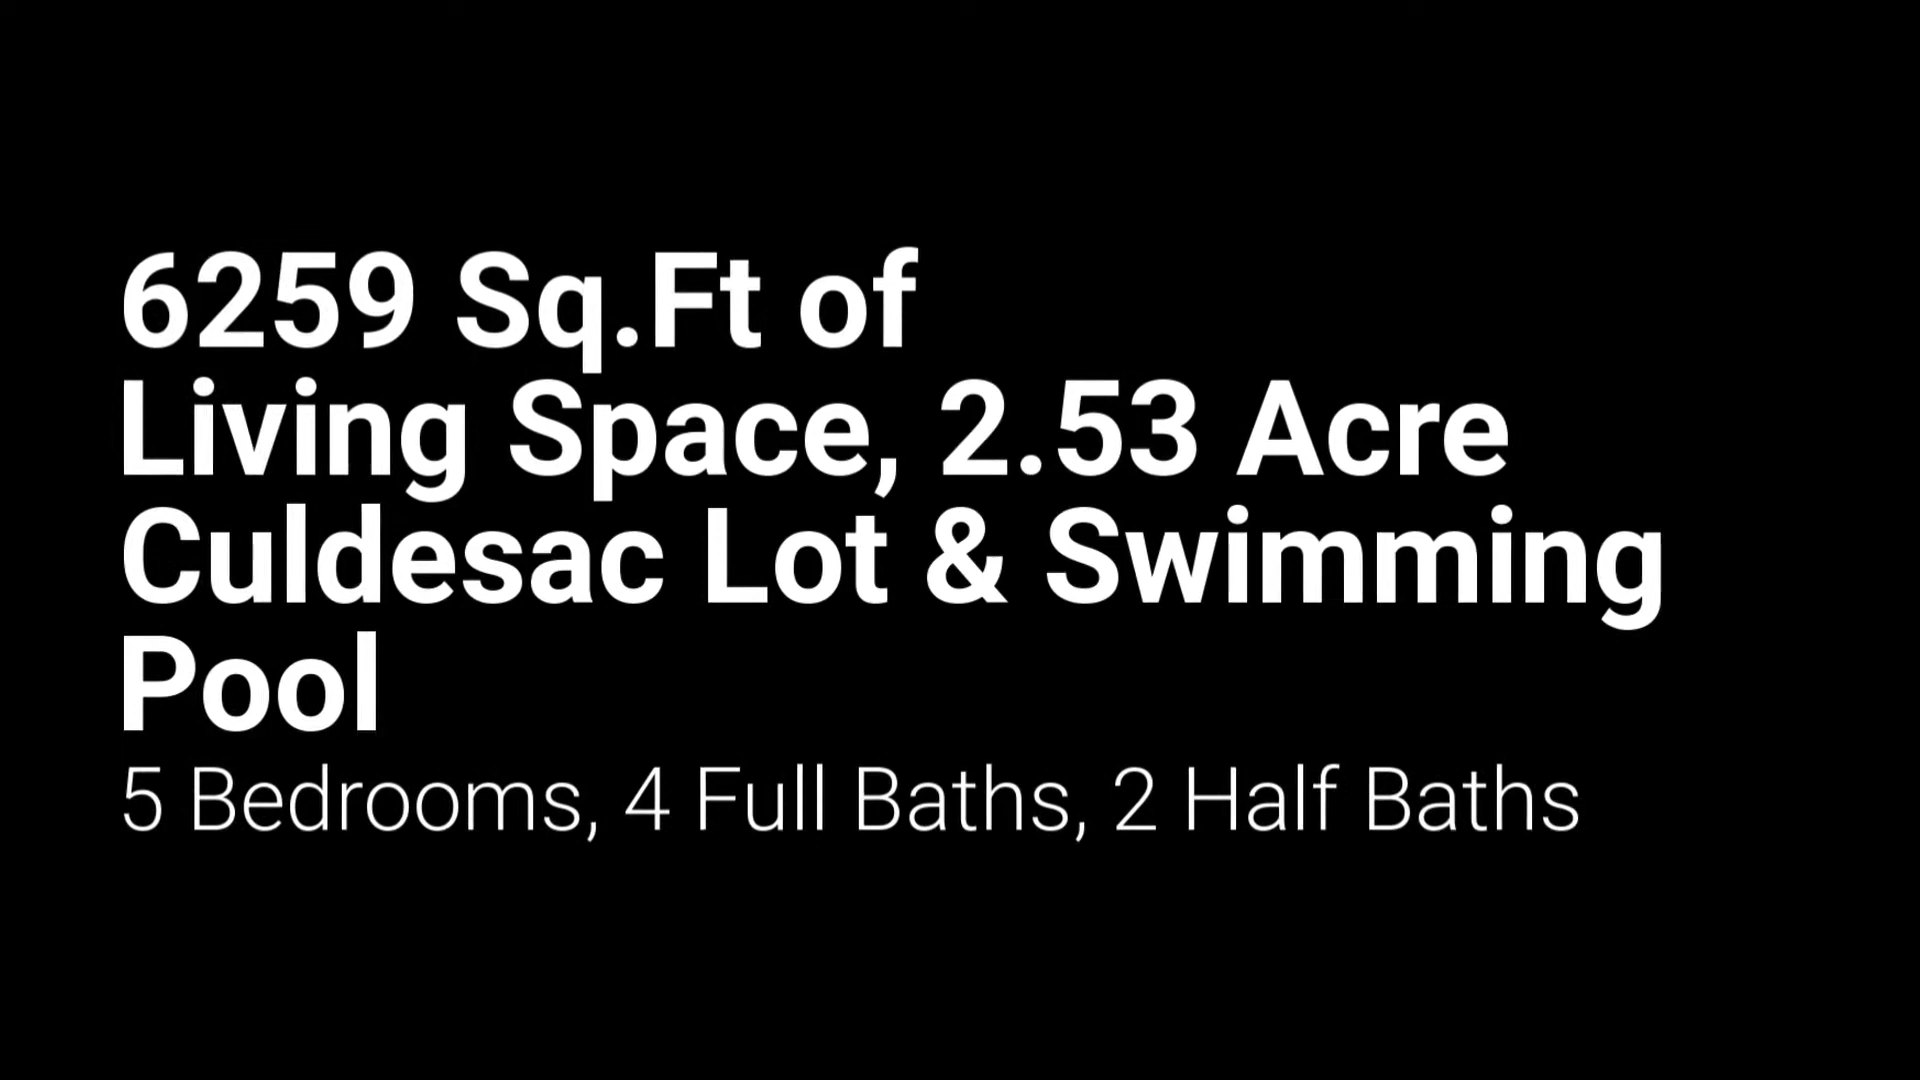 6259 Sq.Ft of
Living Space, 2.53 Acre
Culdesac Lot & Swimming
Pool
5 Bedrooms, 4 Full Baths, 2 Half Baths